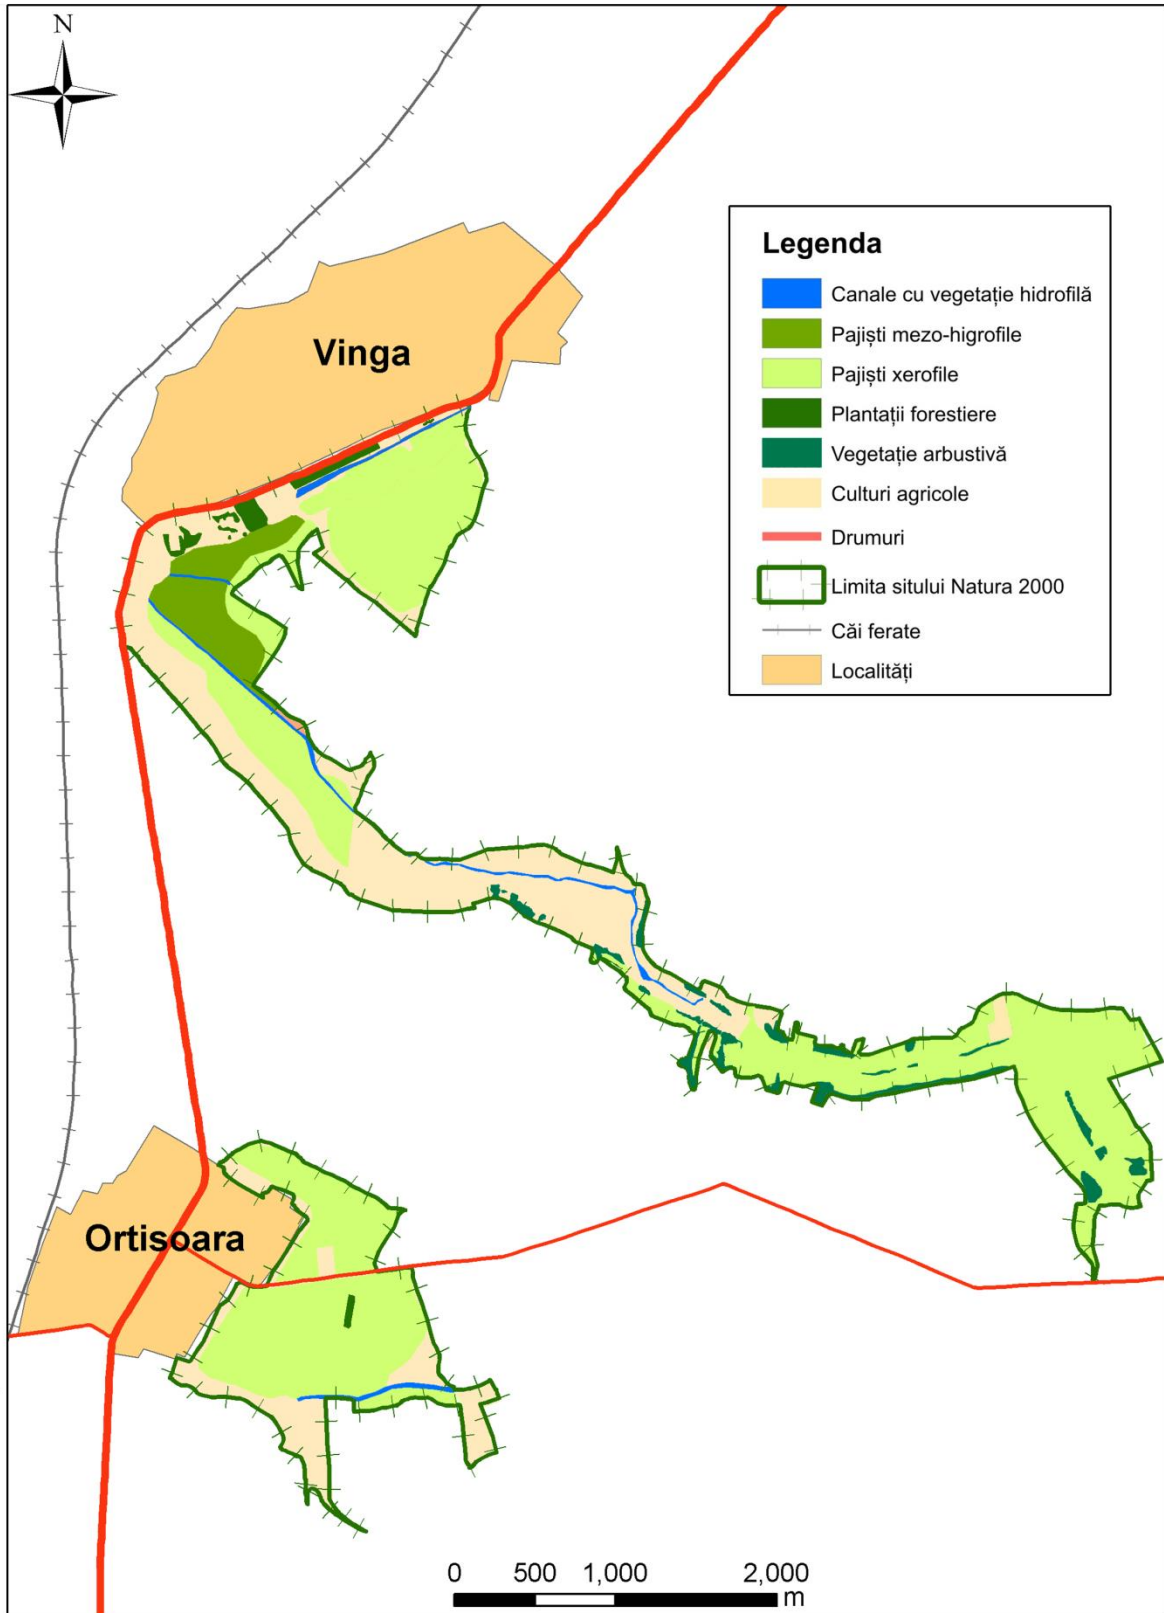 N
Vinga
Legenda
Canale cu vegetație hidrofilă
Pajiști mezo-higrofile
Pajiști xerofile
Plantații forestiere
Vegetație arbustivă
Culturi agricole
Drumuri
Limita sitului Natura 2000
Căi ferate
Localități
Ortisoara
0 500 1,000 2,000
m